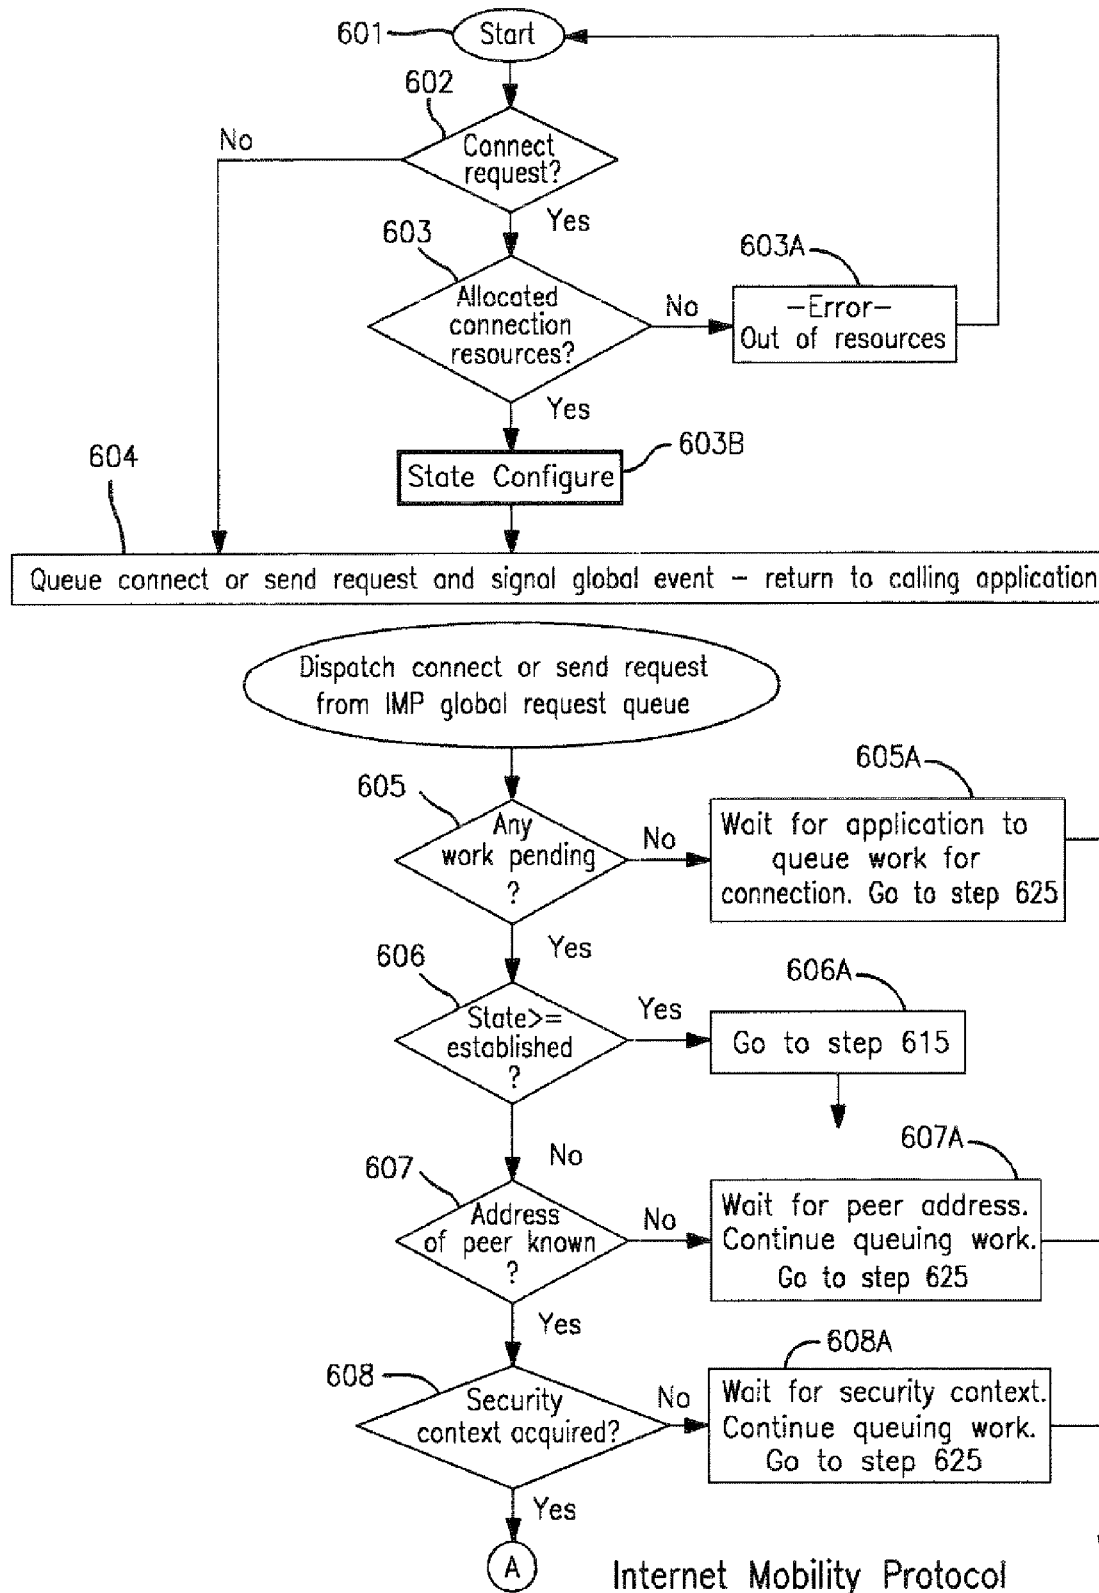 601
Start
602
No
Connect
request?
Yes
603
603A
Allocated
connection
resources?
No
–Error–
Out of resources
Yes
603B
604
State Configure
Queue connect or send request and signal global event – return to calling application
Dispatch connect or send request
from IMP global request queue
605
605A
Any
work pending
?
No
Wait for application to
queue work for
connection. Go to step 625
Yes
606
606A
State>=
established
?
Yes
Go to step 615
No
607
607A
Address
of peer known
?
No
Wait for peer address.
Continue queuing work.
Go to step 625
Yes
608
608A
Security
context acquired?
No
Wait for security context.
Continue queuing work.
Go to step 625
Yes
A
Internet Mobility Protocol